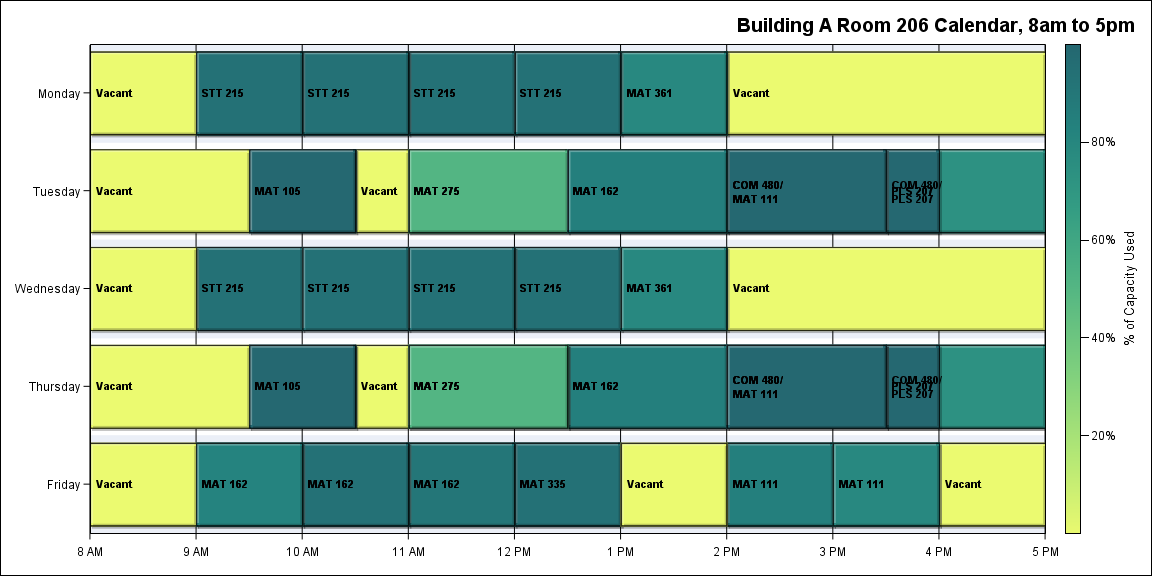 Building A Room 206 Calendar, 8am to 5pm
Monday
Vacant
STT 215
STT 215
STT 215
STT 215
MAT 361
Vacant
Tuesday
Vacant
MAT 105
Vacant
MAT 275
MAT 162
COM 480/
MAT 111
COM 480/
PLS 207
PLS 207
Wednesday
Vacant
STT 215
STT 215
STT 215
STT 215
MAT 361
Vacant
Thursday
Vacant
MAT 105
Vacant
MAT 275
MAT 162
COM 480/
MAT 111
COM 480/
PLS 207
PLS 207
Friday
Vacant
MAT 162
MAT 162
MAT 162
MAT 335
Vacant
MAT 111
MAT 111
Vacant
8 AM
9 AM
10 AM
11 AM
12 PM
1 PM
2 PM
3 PM
4 PM
5 PM
80%
60%
40%
20%
% of Capacity Used